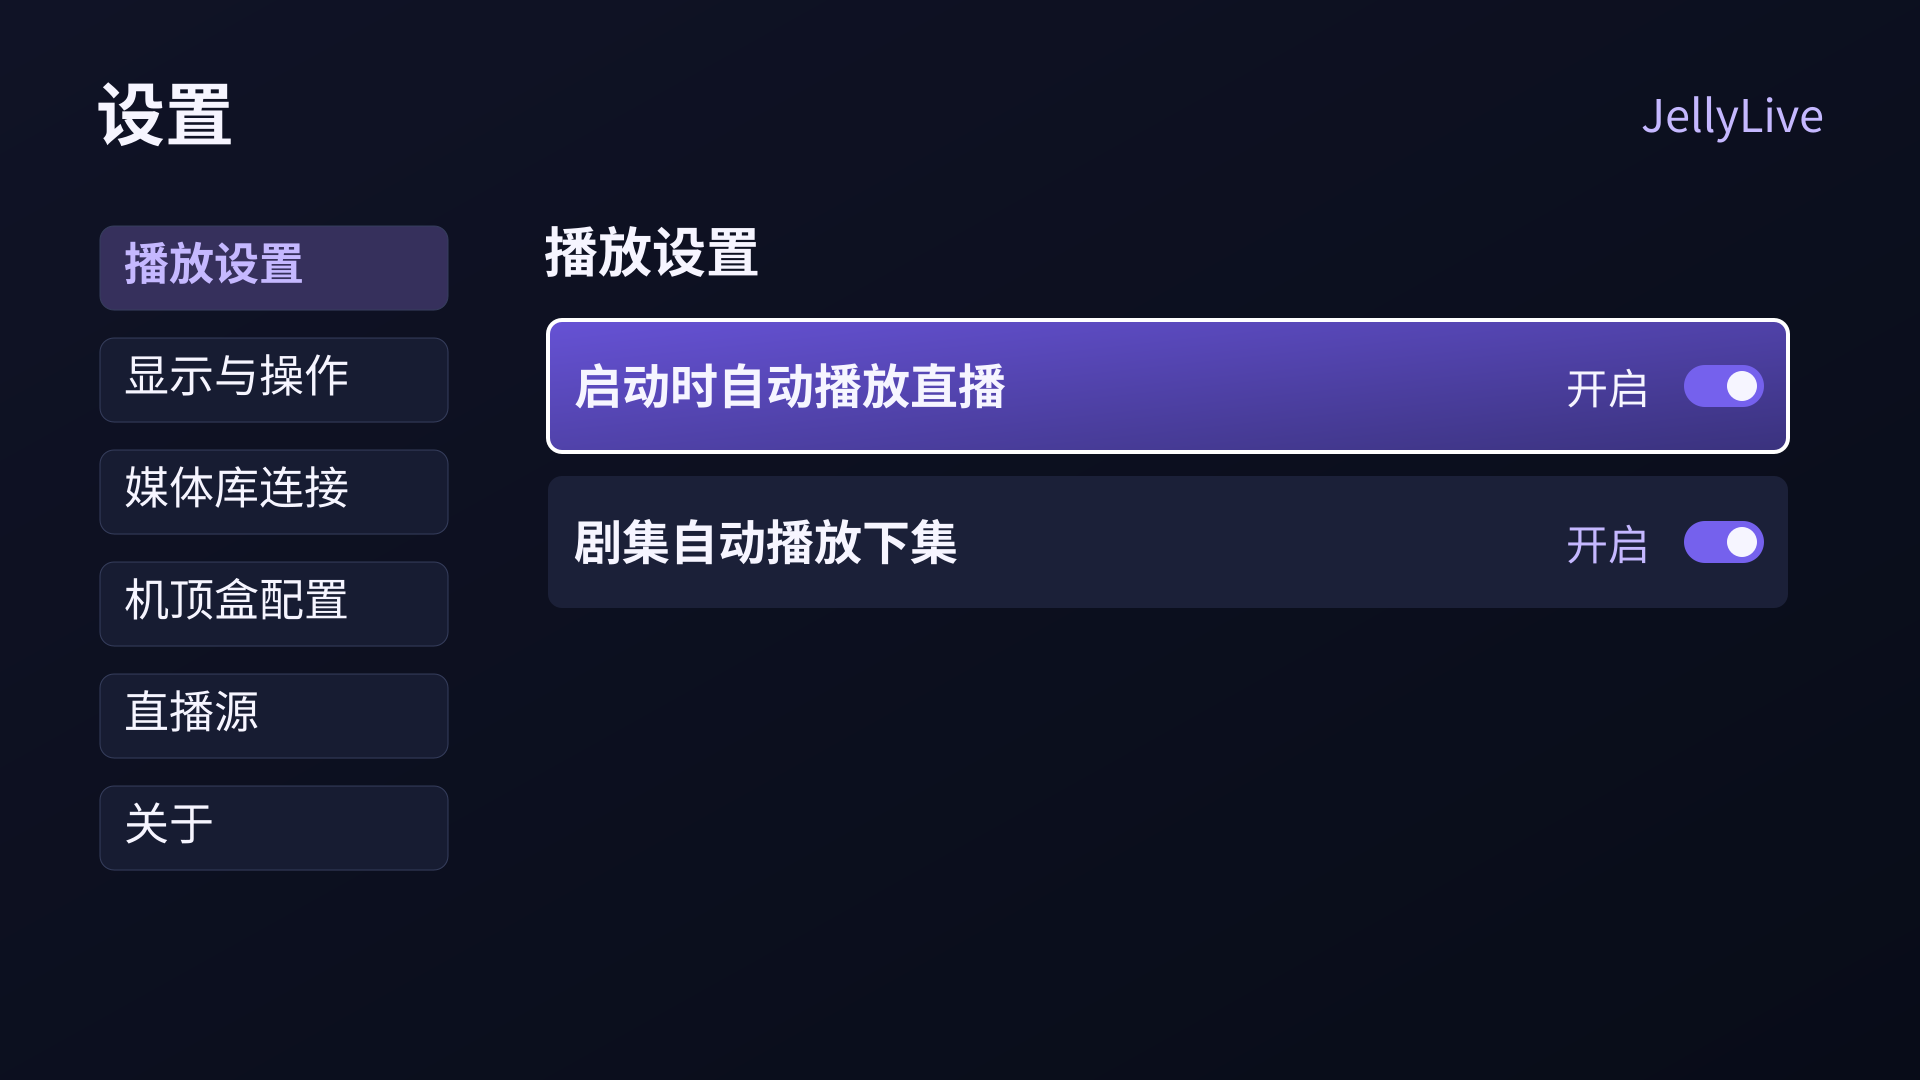 设置
JellyLive
播放设置
显示与操作
媒体库连接
机顶盒配置
直播源
关于
播放设置
启动时自动播放直播
开启
剧集自动播放下集
开启